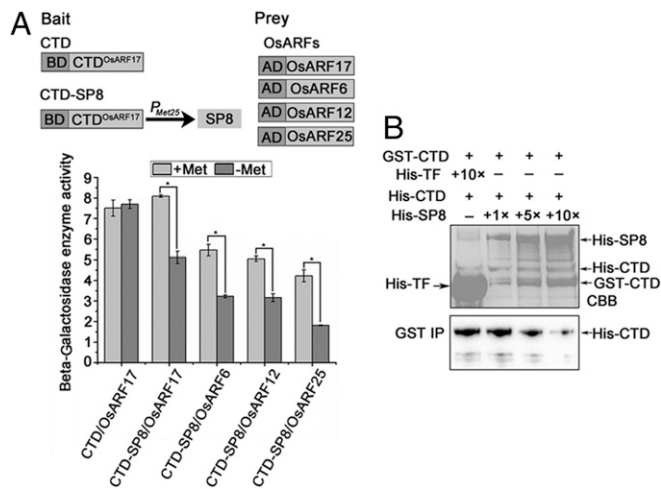 A
Bait
CTD
BD CTD^OsARF17
CTD-SP8
BD CTD^OsARF17 P_Met25 SP8
Prey
OsARFs
AD OsARF17
AD OsARF6
AD OsARF12
AD OsARF25
+Met -Met
Beta-Galactosidase enzyme activity
9
8
7
6
5
4
3
2
1
0
* * * *
CTD/OsARF17
CTD-SP8/OsARF17
CTD-SP8/OsARF6
CTD-SP8/OsARF12
CTD-SP8/OsARF25
B
GST-CTD + + + +
His-TF +10×
His-CTD + + + +
His-SP8 – +1× +5× +10×
His-SP8
His-CTD
His-TF GST-CTD
CBB
GST IP His-CTD